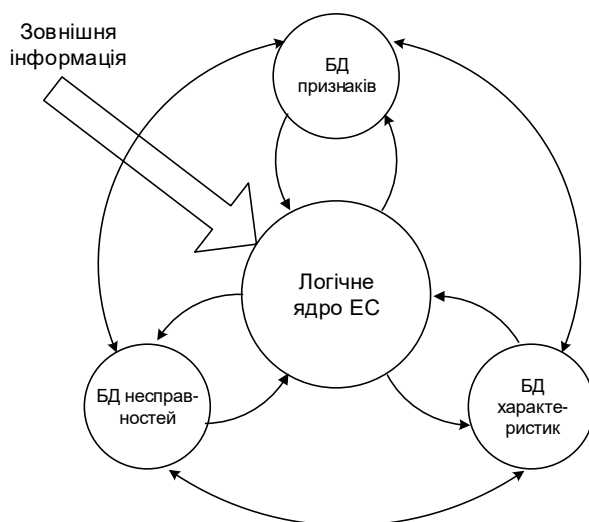 Зовнішня
інформація
БД
признаків
Логічне
ядро ЕС
БД несправ-
ностей
БД
характе-
ристик